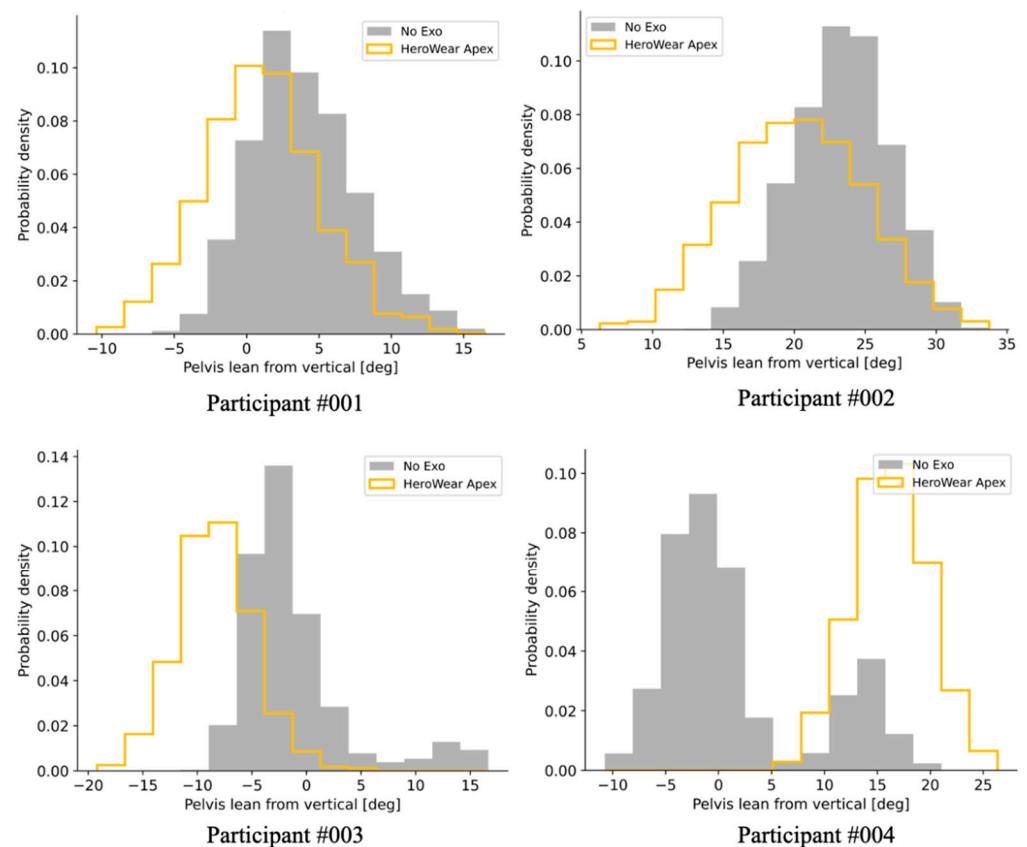 No Exo
HeroWear Apex
Probability density
0.10
0.08
0.06
0.04
0.02
0.00
−10 −5 0 5 10 15
Pelvis lean from vertical [deg]
Participant #001
No Exo
HeroWear Apex
Probability density
0.10
0.08
0.06
0.04
0.02
0.00
5 10 15 20 25 30 35
Pelvis lean from vertical [deg]
Participant #002
No Exo
HeroWear Apex
Probability density
0.14
0.12
0.10
0.08
0.06
0.04
0.02
0.00
−20 −15 −10 −5 0 5 10 15
Pelvis lean from vertical [deg]
Participant #003
No Exo
HeroWear Apex
Probability density
0.10
0.08
0.06
0.04
0.02
0.00
−10 −5 0 5 10 15 20 25
Pelvis lean from vertical [deg]
Participant #004